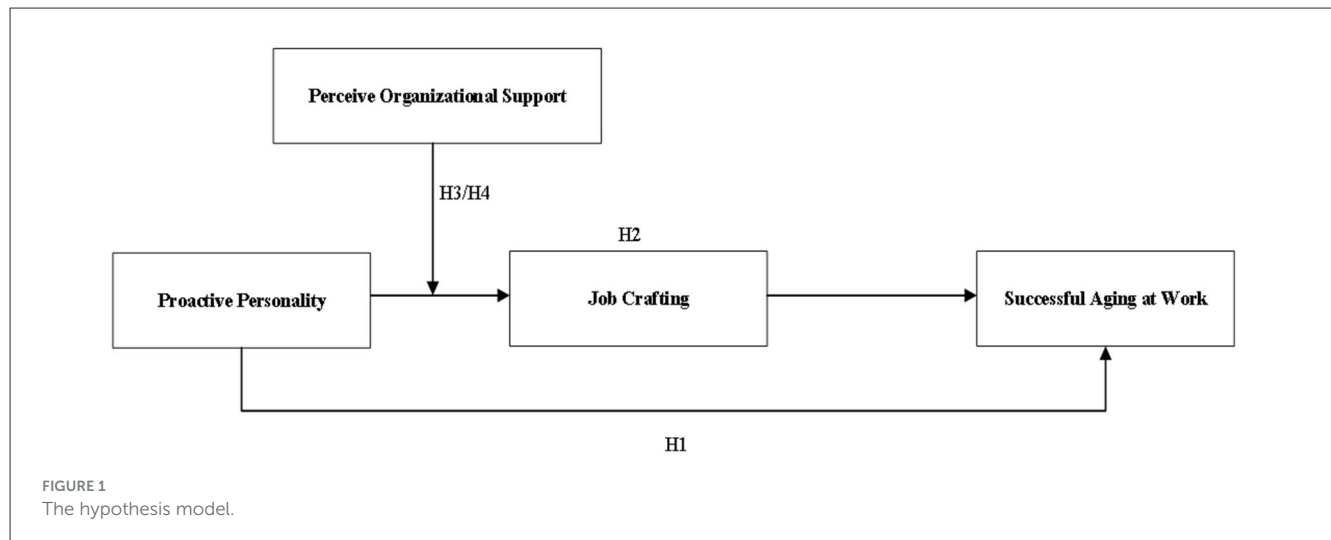 Perceive Organizational Support
H3/H4
H2
Proactive Personality
Job Crafting
Successful Aging at Work
H1
FIGURE 1
The hypothesis model.